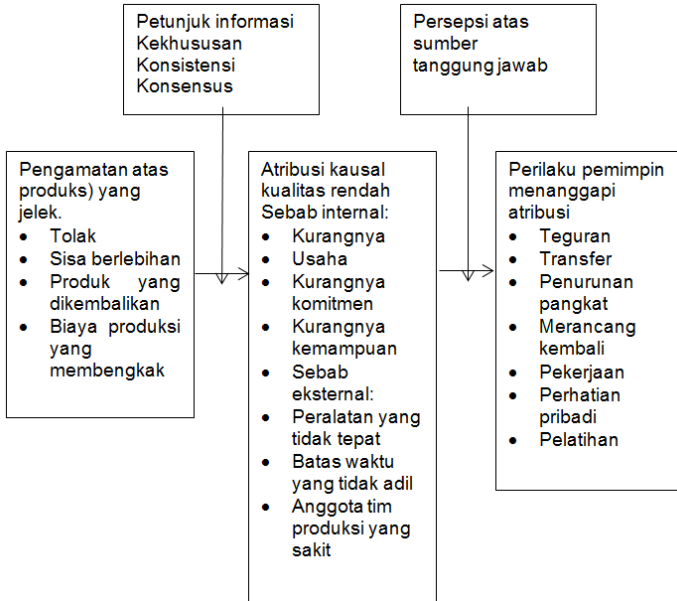 Petunjuk informasi
Kekhususan
Konsistensi
Konsensus
Persepsi atas
sumber
tanggung jawab
Pengamatan atas
produks) yang
jelek.
• Tolak
• Sisa berlebihan
• Produk yang
dikembalikan
• Biaya produksi
yang
membengkak
Atribusi kausal
kualitas rendah
Sebab internal:
• Kurangnya
• Usaha
• Kurangnya
komitmen
• Kurangnya
kemampuan
• Sebab
eksternal:
• Peralatan yang
tidak tepat
• Batas waktu
yang tidak adil
• Anggota tim
produksi yang
sakit
Perilaku pemimpin
menanggapi
atribusi
• Teguran
• Transfer
• Penurunan
pangkat
• Merancang
kembali
• Pekerjaan
• Perhatian
pribadi
• Pelatihan